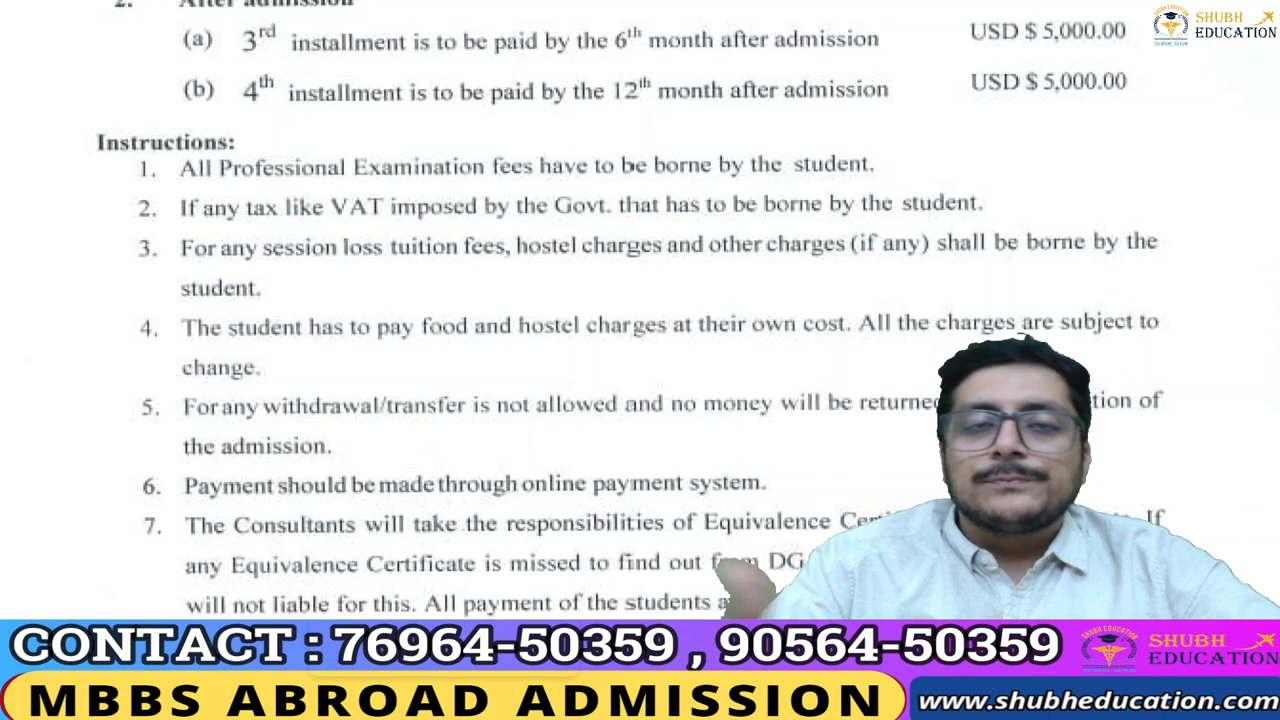 2. After admission
(a) 3rd installment is to be paid by the 6th month after admission USD $ 5,000.00
(b) 4th installment is to be paid by the 12th month after admission USD $ 5,000.00
Instructions:
1. All Professional Examination fees have to be borne by the student.
2. If any tax like VAT imposed by the Govt. that has to be borne by the student.
3. For any session loss tuition fees, hostel charges and other charges (if any) shall be borne by the
student.
4. The student has to pay food and hostel charges at their own cost. All the charges are subject to
change.
5. For any withdrawal/transfer is not allowed and no money will be returned of
the admission.
6. Payment should be made through online payment system.
7. The Consultants will take the responsibilities of Equivalence If
any Equivalence Certificate is missed to find out from
will not liable for this. All payment of the students
SHUBH
EDUCATION
CONTACT : 76964-50359 , 90564-50359
SHUBH
EDUCATION
MBBS ABROAD ADMISSION
www.shubheducation.com